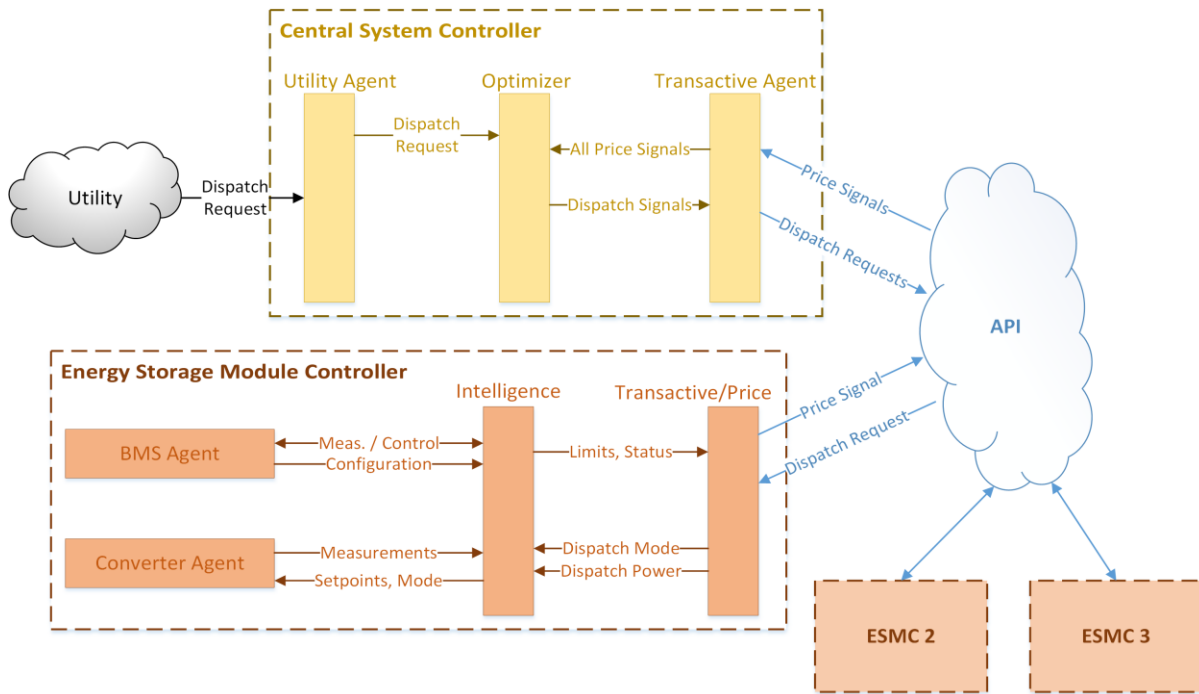 Central System Controller
Utility Agent
Optimizer
Transactive Agent
Dispatch
Request
All Price Signals
Dispatch Signals
Utility
Dispatch
Request
Price Signals
Dispatch Requests
API
Energy Storage Module Controller
Intelligence
Transactive/Price
BMS Agent
Meas. / Control
Configuration
Limits, Status
Price Signal
Dispatch Request
Converter Agent
Measurements
Setpoints, Mode
Dispatch Mode
Dispatch Power
ESMC 2
ESMC 3